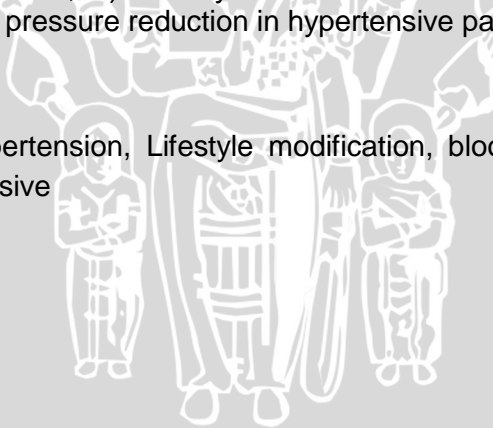 pressure reduction in hypertensive pa
pertension, Lifestyle modification, bloo
sive